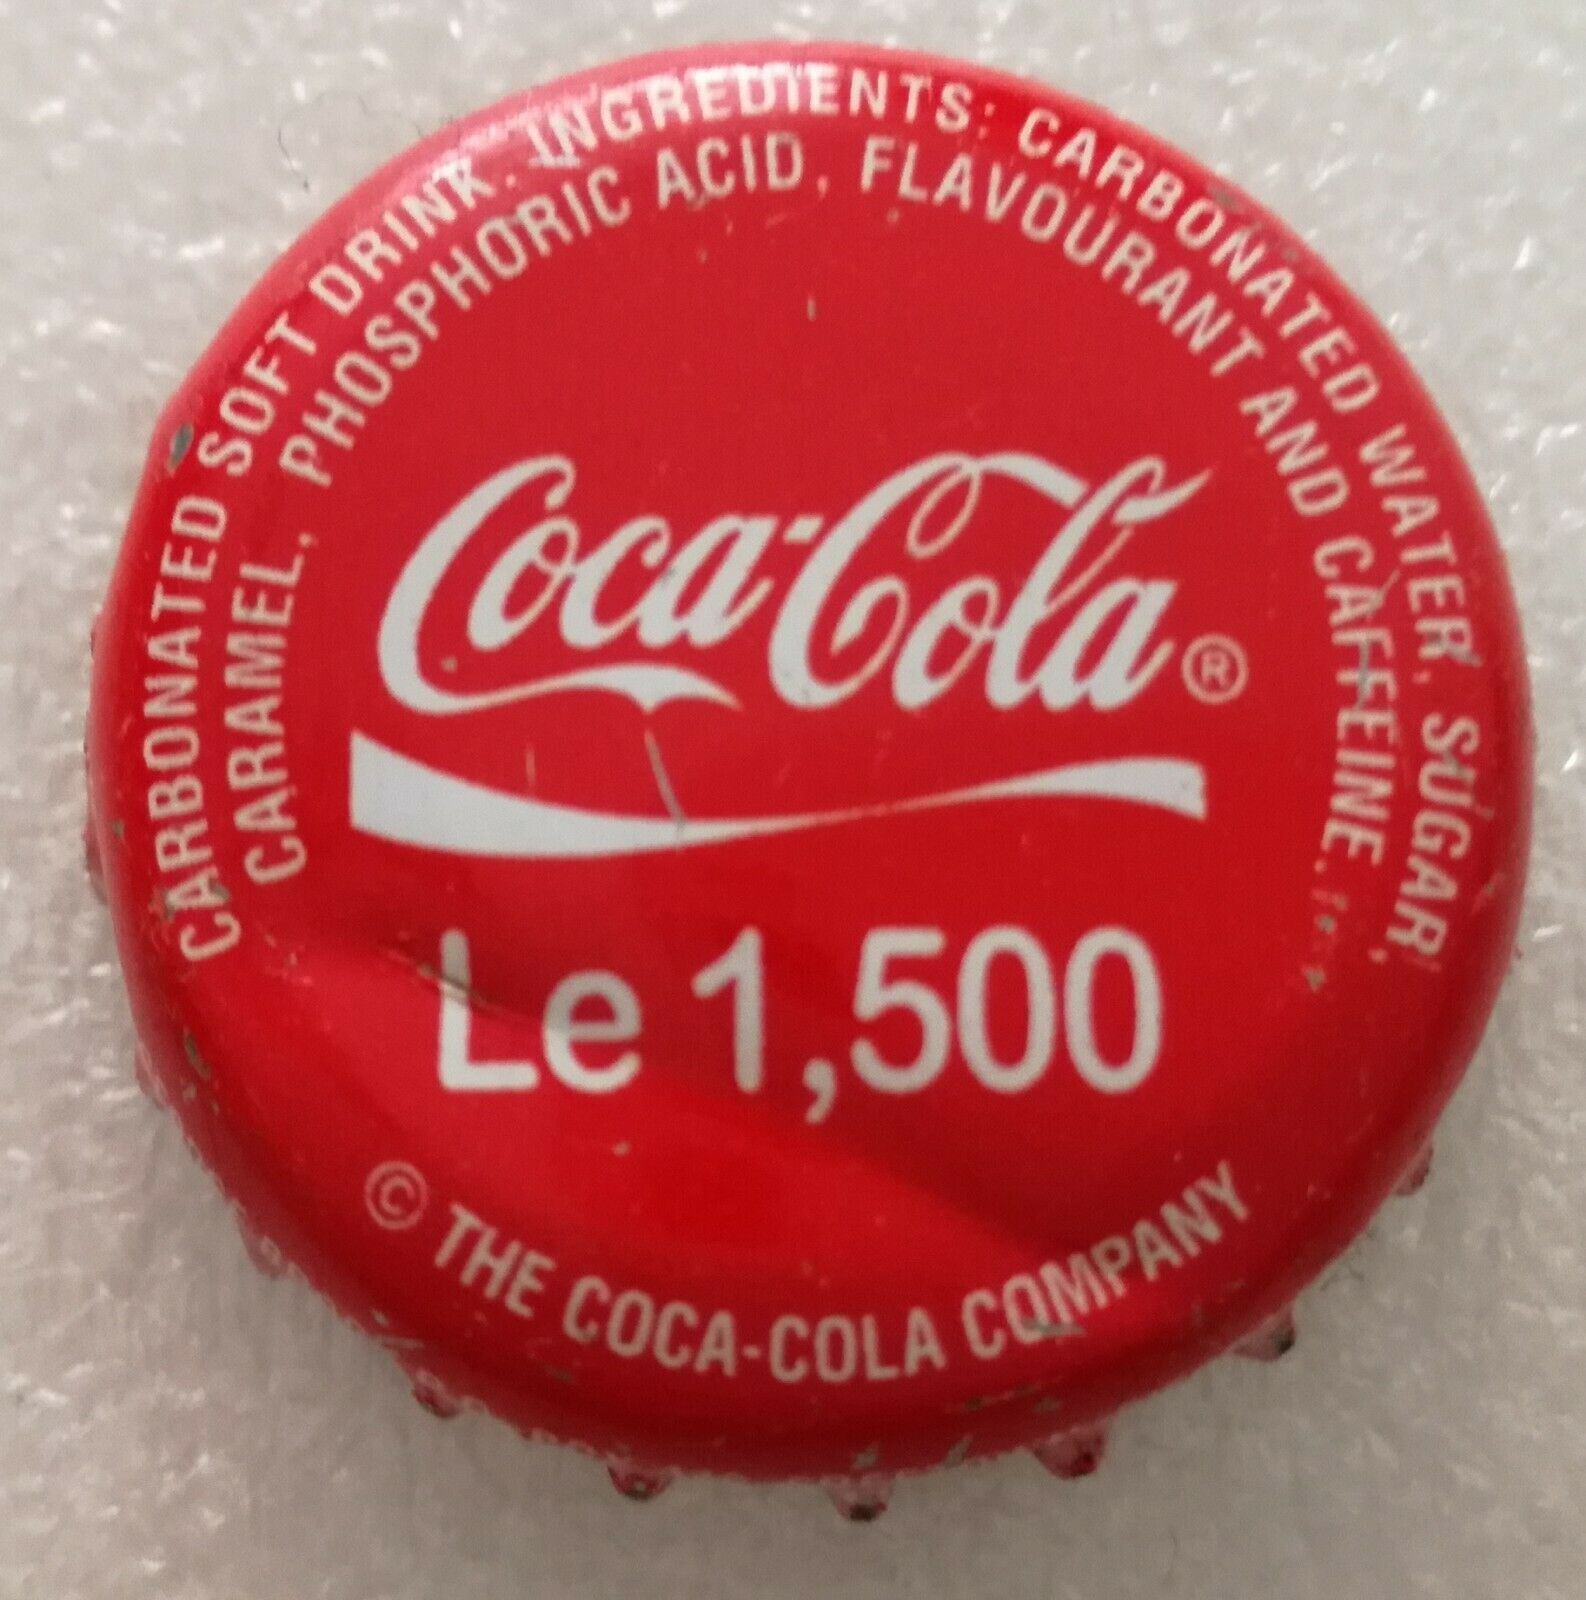 CARBONATED SOFT DRINK. INGREDIENTS: CARBONATED WATER, SUGAR,
CARAMEL, PHOSPHORIC ACID, FLAVOURANT AND CAFFEINE.
Coca-Cola®
Le 1,500
© THE COCA-COLA COMPANY